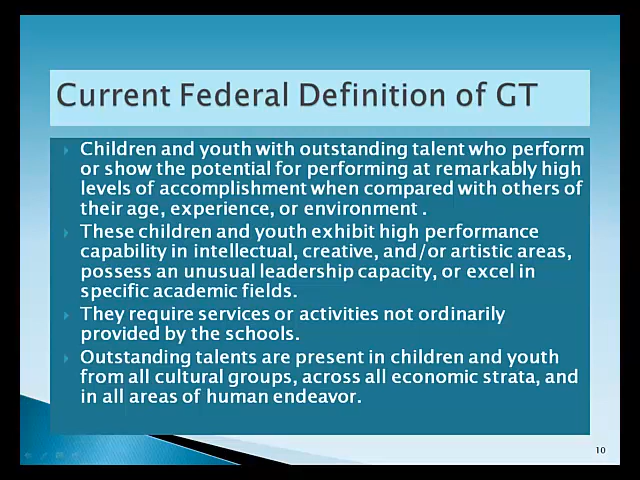 Current Federal Definition of GT
Children and youth with outstanding talent who perform
or show the potential for performing at remarkably high
levels of accomplishment when compared with others of
their age, experience, or environment .
These children and youth exhibit high performance
capability in intellectual, creative, and/or artistic areas,
possess an unusual leadership capacity, or excel in
specific academic fields.
They require services or activities not ordinarily
provided by the schools.
Outstanding talents are present in children and youth
from all cultural groups, across all economic strata, and
in all areas of human endeavor.
10